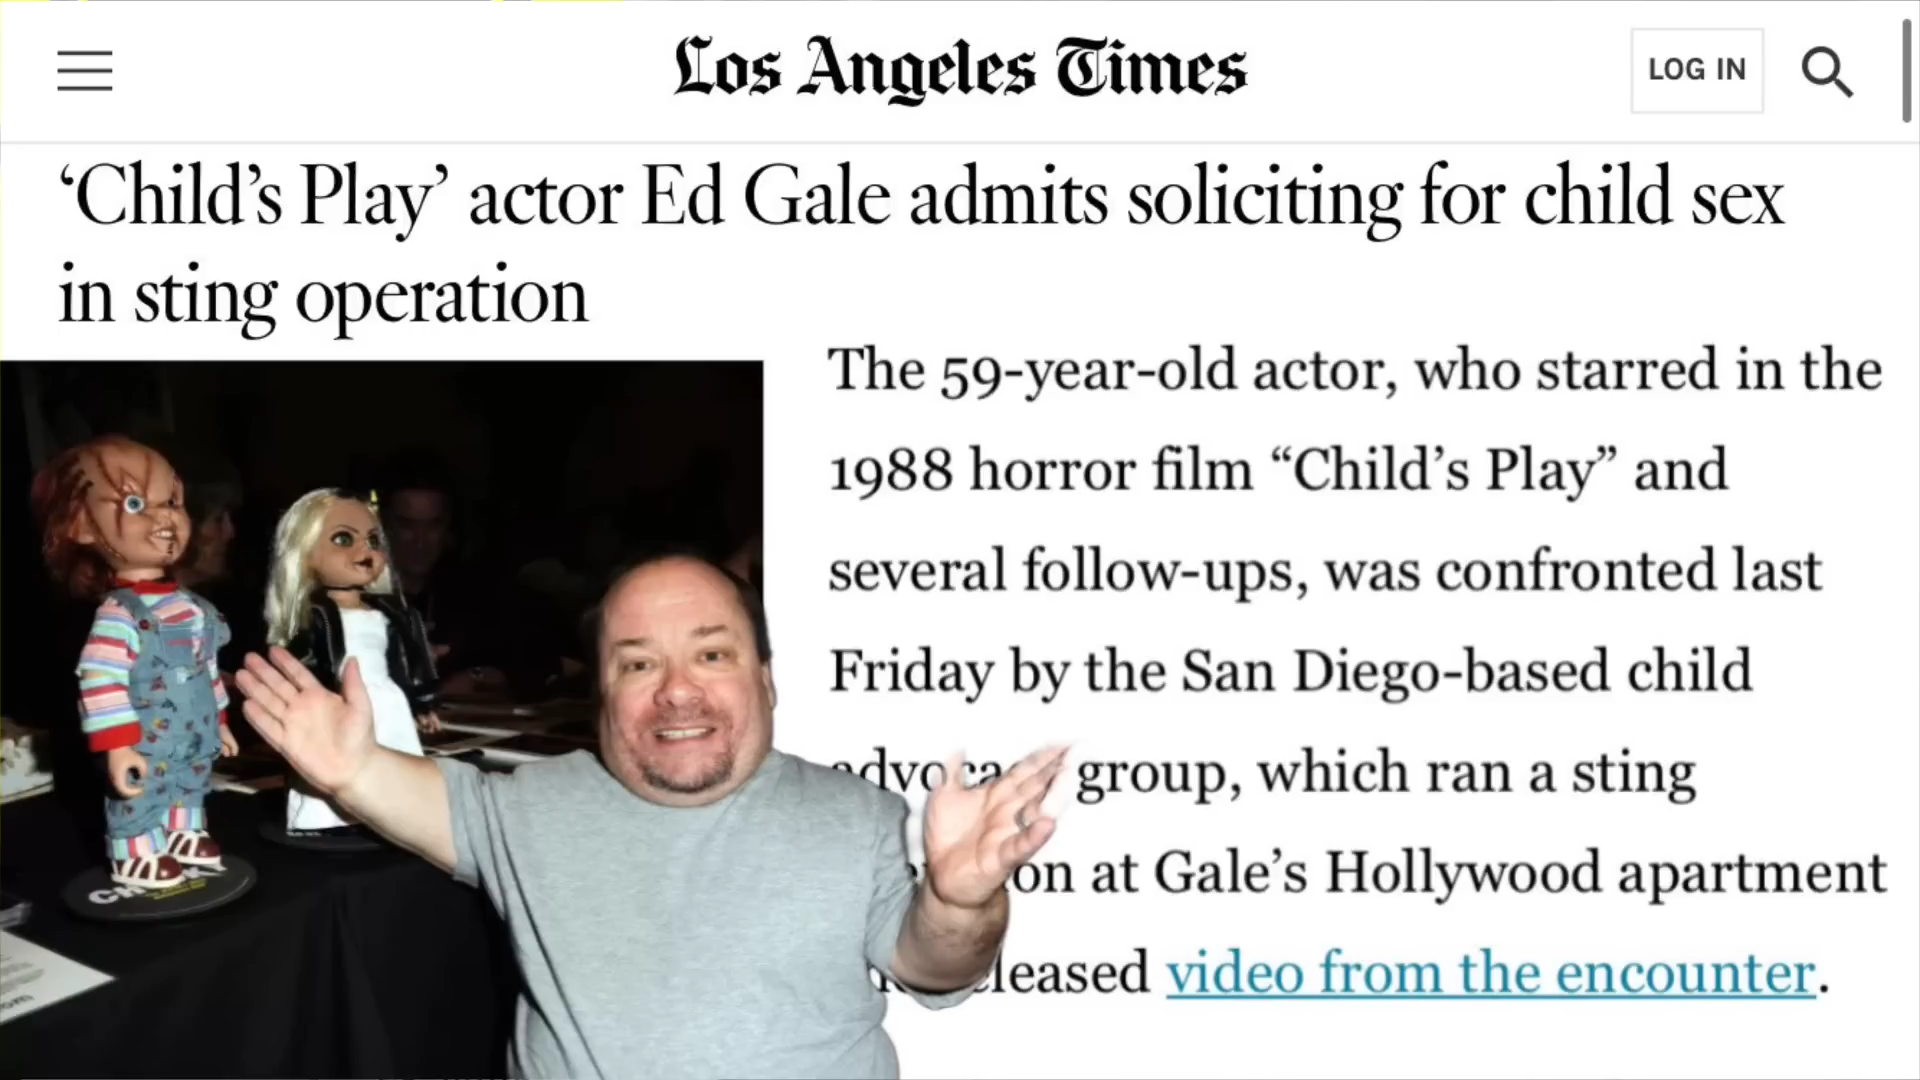 Los Angeles Times
LOG IN
‘Child’s Play’ actor Ed Gale admits soliciting for child sex
in sting operation
The 59-year-old actor, who starred in the
1988 horror film “Child’s Play” and
several follow-ups, was confronted last
Friday by the San Diego-based child
group, which ran a sting
at Gale’s Hollywood apartment
video from the encounter.